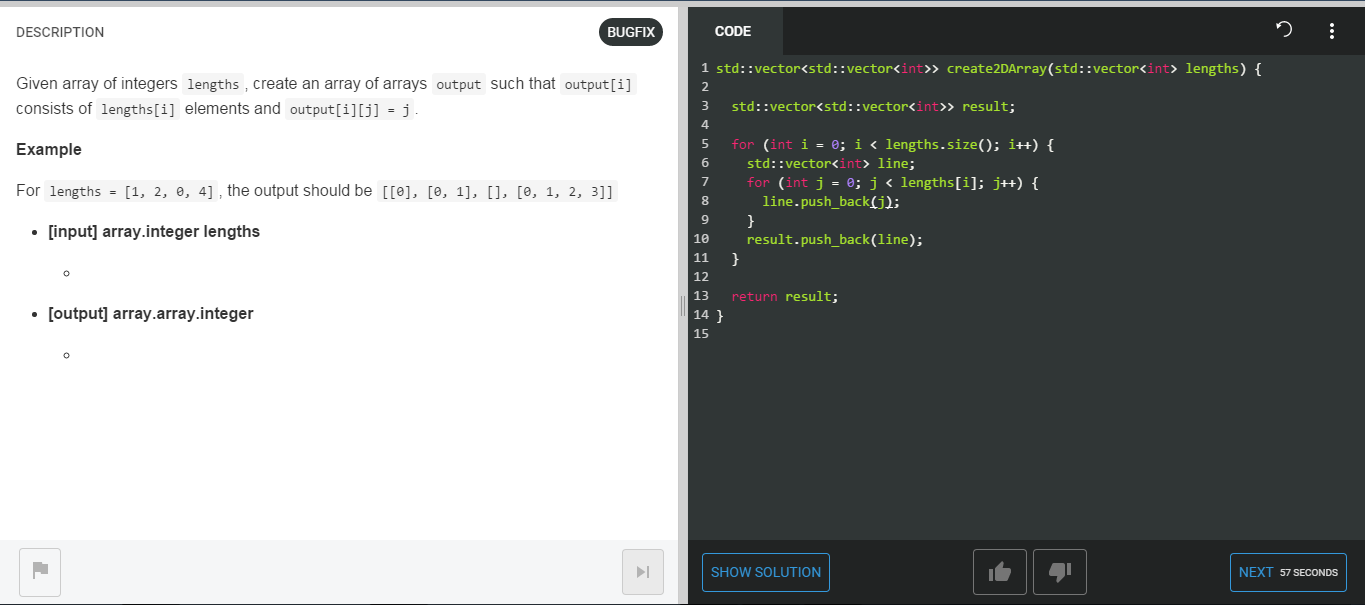 DESCRIPTION
BUGFIX
Given array of integers lengths , create an array of arrays output such that output[i]
consists of lengths[i] elements and output[i][j] = j .
Example
For lengths = [1, 2, 0, 4] , the output should be [[0], [0, 1], [], [0, 1, 2, 3]]
• [input] array.integer lengths
• [output] array.array.integer
CODE
1 std::vector<std::vector<int>> create2DArray(std::vector<int> lengths) {
2
3   std::vector<std::vector<int>> result;
4
5   for (int i = 0; i < lengths.size(); i++) {
6     std::vector<int> line;
7     for (int j = 0; j < lengths[i]; j++) {
8       line.push_back(j);
9     }
10     result.push_back(line);
11   }
12
13   return result;
14 }
15
SHOW SOLUTION
NEXT 57 SECONDS